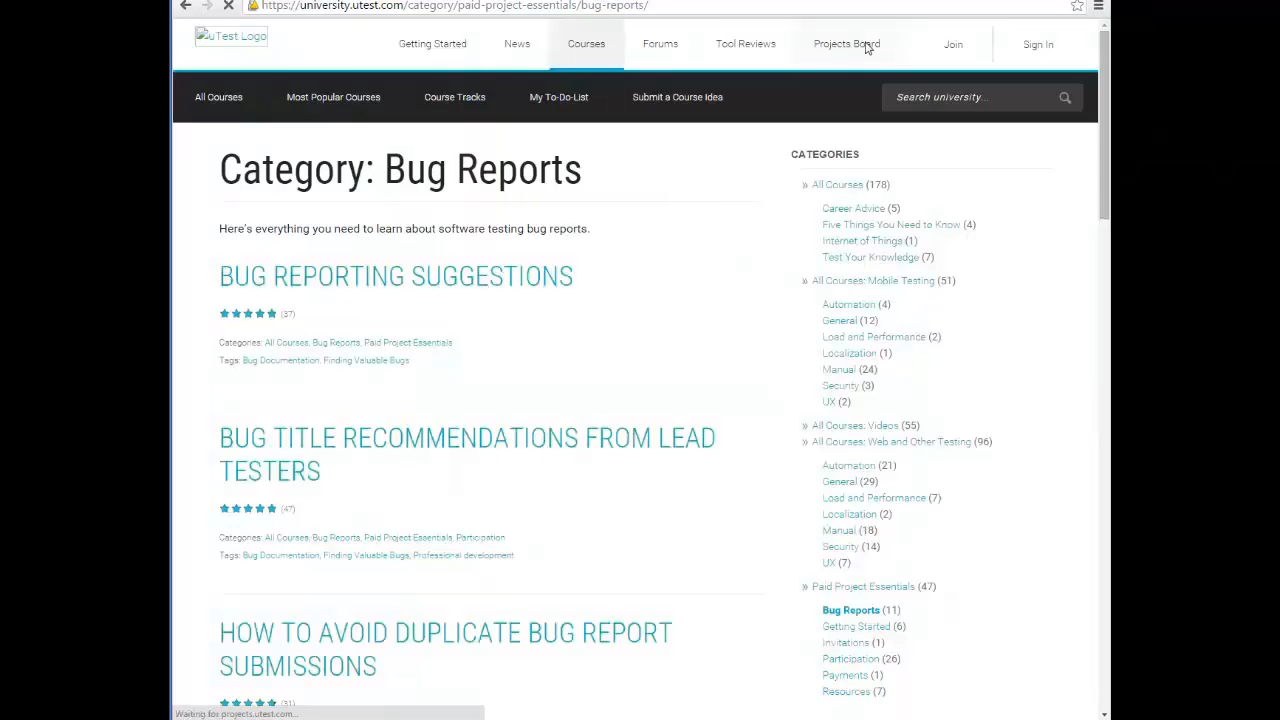 https://university.utest.com/category/paid-project-essentials/bug-reports/
uTest Logo
Getting Started
News
Courses
Forums
Tool Reviews
Projects Board
Join
Sign In
All Courses
Most Popular Courses
Course Tracks
My To-Do-List
Submit a Course Idea
Search university...
Category: Bug Reports
Here's everything you need to learn about software testing bug reports.
BUG REPORTING SUGGESTIONS
(37)
Categories: All Courses, Bug Reports, Paid Project Essentials
Tags: Bug Documentation, Finding Valuable Bugs
BUG TITLE RECOMMENDATIONS FROM LEAD
TESTERS
(47)
Categories: All Courses, Bug Reports, Paid Project Essentials, Participation
Tags: Bug Documentation, Finding Valuable Bugs, Professional development
HOW TO AVOID DUPLICATE BUG REPORT
SUBMISSIONS
(31)
CATEGORIES
» All Courses (178)
Career Advice (5)
Five Things You Need to Know (4)
Internet of Things (1)
Test Your Knowledge (7)
» All Courses: Mobile Testing (51)
Automation (4)
General (12)
Load and Performance (2)
Localization (1)
Manual (24)
Security (3)
UX (2)
» All Courses: Videos (55)
» All Courses: Web and Other Testing (96)
Automation (21)
General (29)
Load and Performance (7)
Localization (2)
Manual (18)
Security (14)
UX (7)
» Paid Project Essentials (47)
Bug Reports (11)
Getting Started (6)
Invitations (1)
Participation (26)
Payments (1)
Resources (7)
Waiting for projects.utest.com...